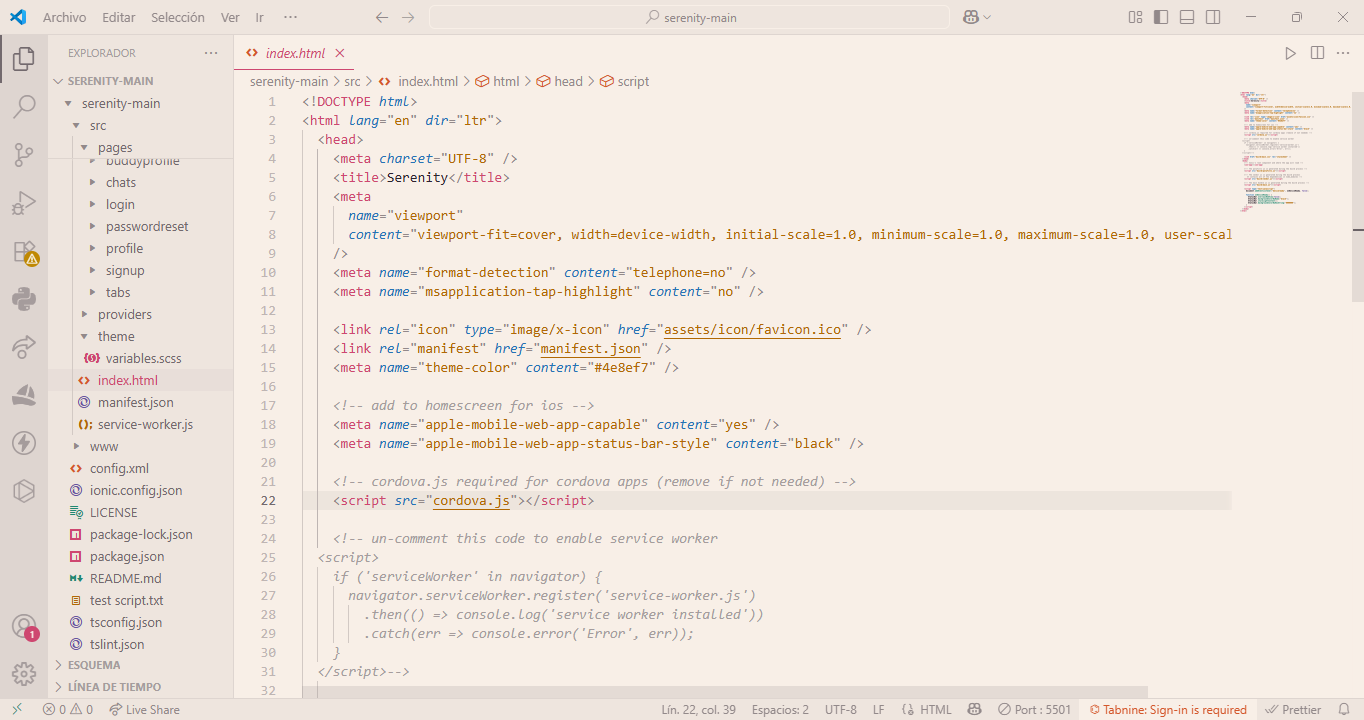 Archivo Editar Selección Ver Ir ··· serenity-main
EXPLORADOR ···
SERENITY-MAIN
serenity-main
src
pages
buddyprofile
chats
login
passwordreset
profile
signup
tabs
providers
theme
variables.scss
index.html
manifest.json
service-worker.js
www
config.xml
ionic.config.json
LICENSE
package-lock.json
package.json
README.md
test script.txt
tsconfig.json
tslint.json
ESQUEMA
LÍNEA DE TIEMPO
1
index.html
serenity-main > src > index.html > html > head > script
1 <!DOCTYPE html>
2 <html lang="en" dir="ltr">
3 <head>
4 <meta charset="UTF-8" />
5 <title>Serenity</title>
6 <meta
7 name="viewport"
8 content="viewport-fit=cover, width=device-width, initial-scale=1.0, minimum-scale=1.0, maximum-scale=1.0, user-scal
9 />
10 <meta name="format-detection" content="telephone=no" />
11 <meta name="msapplication-tap-highlight" content="no" />
12
13 <link rel="icon" type="image/x-icon" href="assets/icon/favicon.ico" />
14 <link rel="manifest" href="manifest.json" />
15 <meta name="theme-color" content="#4e8ef7" />
16
17 <!-- add to homescreen for ios -->
18 <meta name="apple-mobile-web-app-capable" content="yes" />
19 <meta name="apple-mobile-web-app-status-bar-style" content="black" />
20
21 <!-- cordova.js required for cordova apps (remove if not needed) -->
22 <script src="cordova.js"></script>
23
24 <!-- un-comment this code to enable service worker
25 <script>
26 if ('serviceWorker' in navigator) {
27 navigator.serviceWorker.register('service-worker.js')
28 .then(() => console.log('service worker installed'))
29 .catch(err => console.error('Error', err));
30 }
31 </script>-->
32
0 0 Live Share Lín. 22, col. 39 Espacios: 2 UTF-8 LF HTML Port : 5501 Tabnine: Sign-in is required Prettier